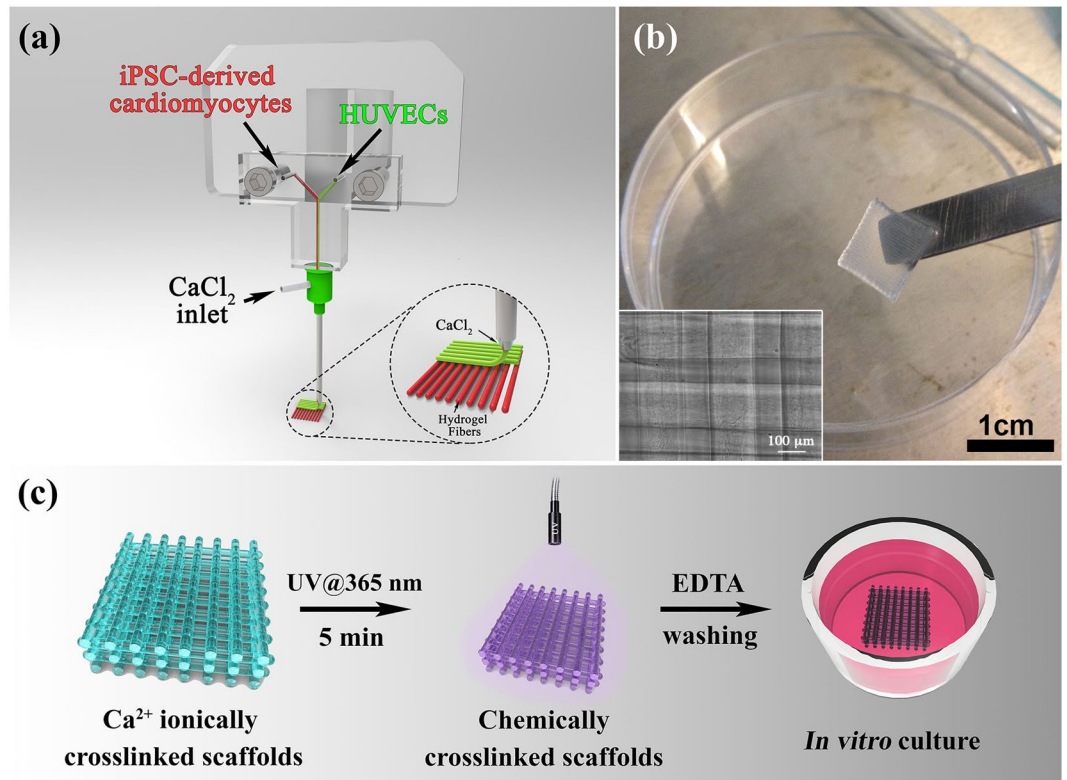 (a)
iPSC-derived
cardiomyocytes
HUVECs
CaCl₂
inlet
CaCl₂
Hydrogel
Fibers
(b)
100 μm
1cm
(c)
Ca²⁺ ionically
crosslinked scaffolds
UV@365 nm
5 min
UV
Chemically
crosslinked scaffolds
EDTA
washing
In vitro culture